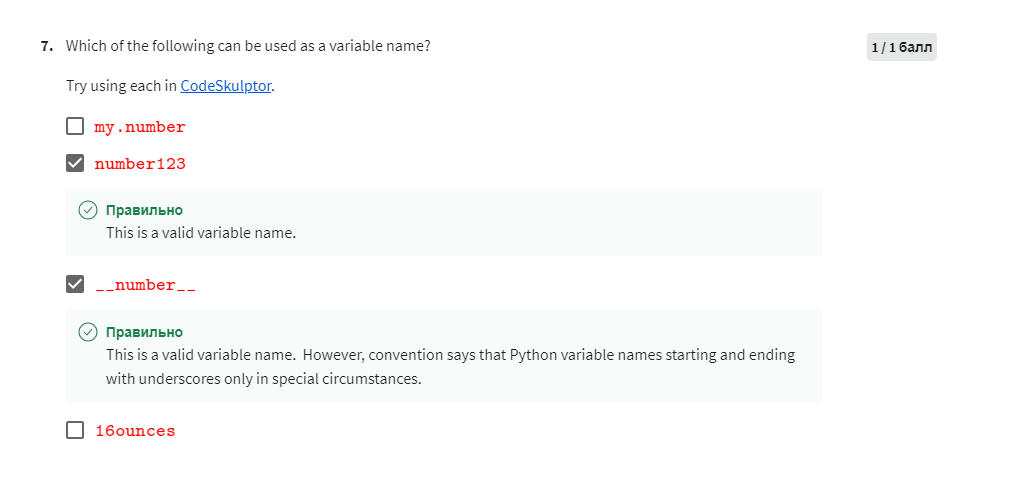 7. Which of the following can be used as a variable name?
1 / 1 балл
Try using each in CodeSkulptor.
my.number
number123
Правильно
This is a valid variable name.
__number__
Правильно
This is a valid variable name. However, convention says that Python variable names starting and ending
with underscores only in special circumstances.
16ounces